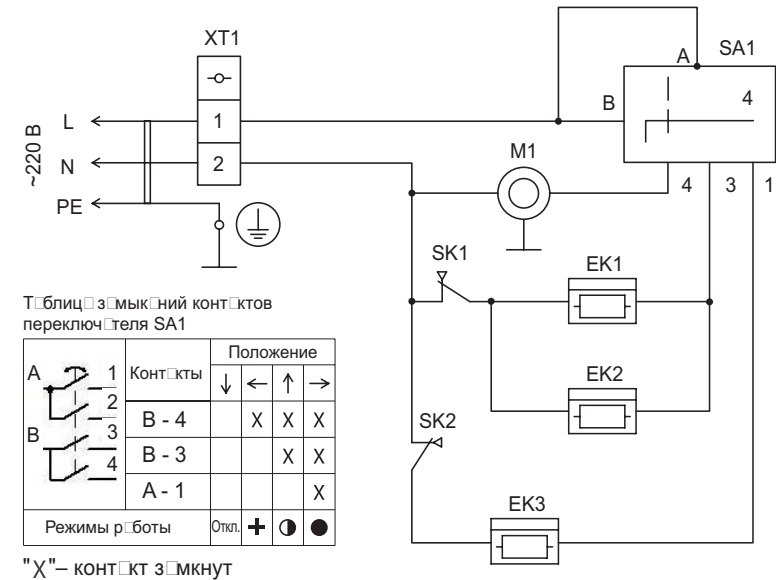 XT1
1
2
L
N
PE
~220 В
A
SA1
B
4
M1
4
3
1
SK1
EK1
EK2
SK2
EK3
Т□блиц□ з□мык□ний конт□ктов
переключ□теля SA1
A
1
2
B
3
4
Конт□кты
Положение
↓ ← ↑ →
B - 4 X X X
B - 3 X X
A - 1 X
Режимы р□боты Откл.
"X"– конт□кт з□мкнут